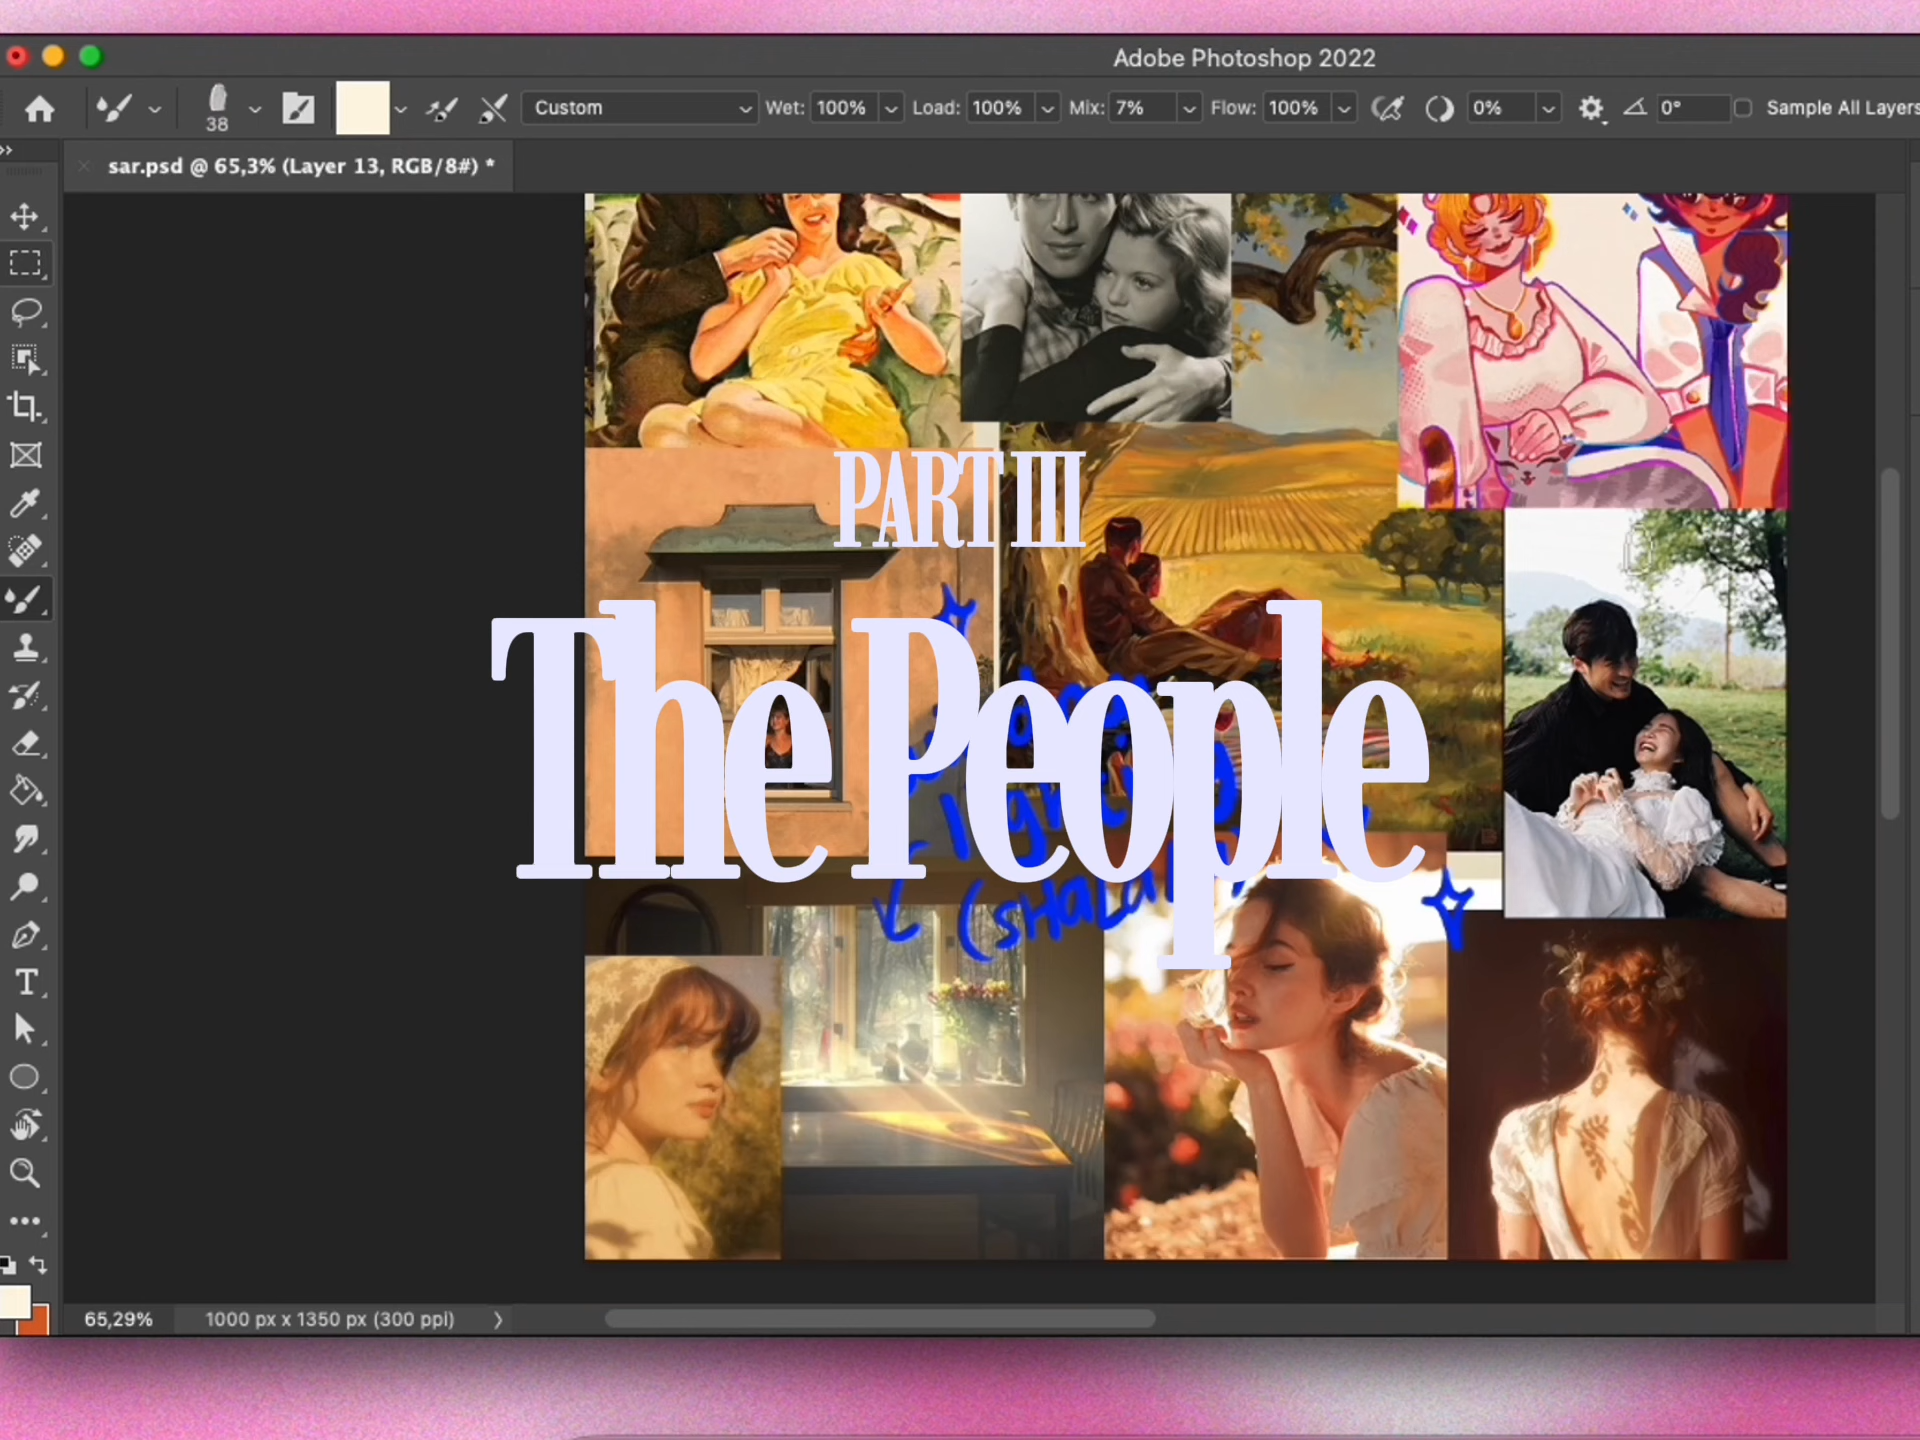 Adobe Photoshop 2022
38
Custom
Wet: 100%
Load: 100%
Mix: 7%
Flow: 100%
0%
0°
Sample All Layers
sar.psd @ 65,3% (Layer 13, RGB/8#) *
PART III
The People
65,29%
1000 px x 1350 px (300 ppi)